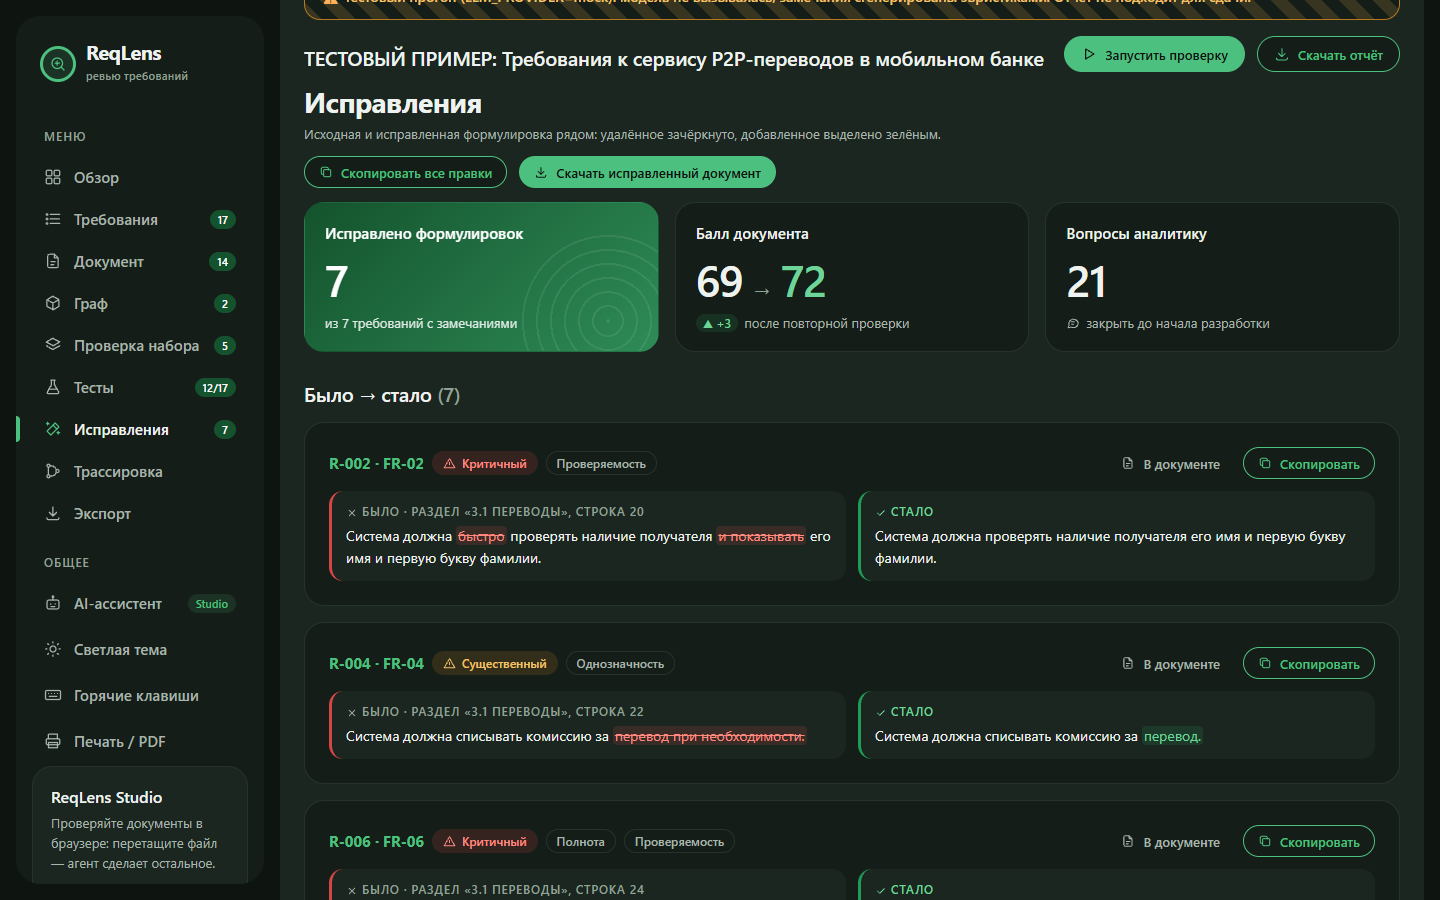 ReqLens
ревью требований
МЕНЮ
Обзор
Требования 17
Документ 14
Граф 2
Проверка набора 5
Тесты 12/17
Исправления 7
Трассировка
Экспорт
ОБЩЕЕ
AI-ассистент Studio
Светлая тема
Горячие клавиши
Печать / PDF
ReqLens Studio
Проверяйте документы в
браузере: перетащите файл
— агент сделает остальное.
ТЕСТОВЫЙ ПРИМЕР: Требования к сервису P2P-переводов в мобильном банке
Запустить проверку
Скачать отчёт
Исправления
Исходная и исправленная формулировка рядом: удалённое зачёркнуто, добавленное выделено зелёным.
Скопировать все правки
Скачать исправленный документ
Исправлено формулировок
7
из 7 требований с замечаниями
Балл документа
69 → 72
▲ +3 после повторной проверки
Вопросы аналитику
21
закрыть до начала разработки
Было → стало (7)
R-002 · FR-02 Критичный Проверяемость В документе Скопировать
× БЫЛО · РАЗДЕЛ «3.1 ПЕРЕВОДЫ», СТРОКА 20
Система должна быстро проверять наличие получателя и показывать его
имя и первую букву фамилии.
✓ СТАЛО
Система должна проверять наличие получателя его имя и первую букву
фамилии.
R-004 · FR-04 Существенный Однозначность В документе Скопировать
× БЫЛО · РАЗДЕЛ «3.1 ПЕРЕВОДЫ», СТРОКА 22
Система должна списывать комиссию за перевод при необходимости.
✓ СТАЛО
Система должна списывать комиссию за перевод.
R-006 · FR-06 Критичный Полнота Проверяемость В документе Скопировать
× БЫЛО · РАЗДЕЛ «3.1 ПЕРЕВОДЫ», СТРОКА 24
✓ СТАЛО